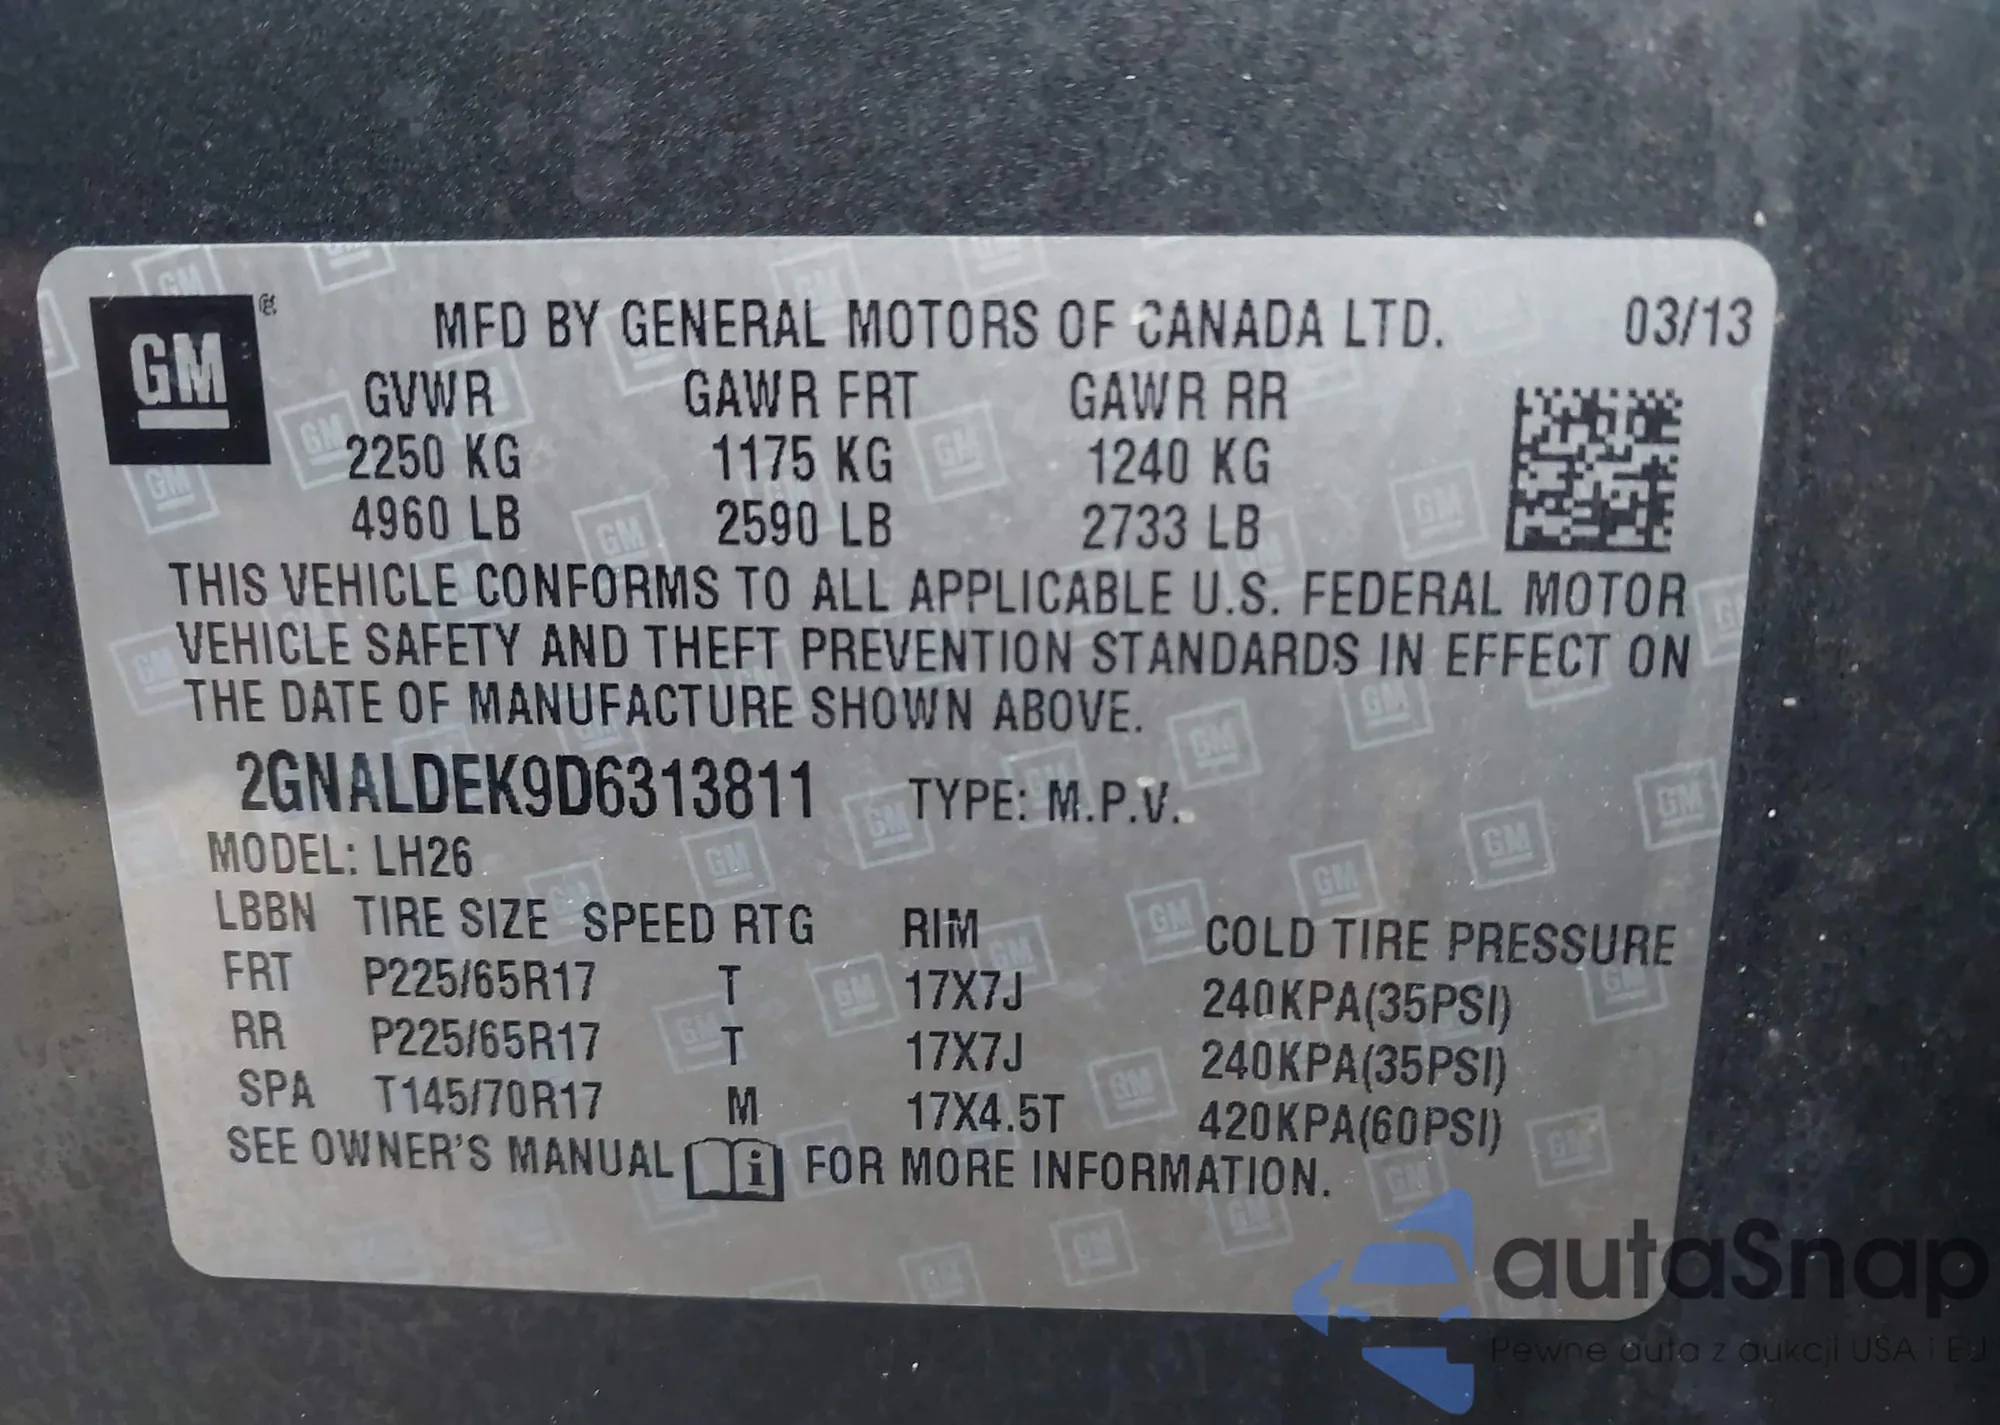 GM
MFD BY GENERAL MOTORS OF CANADA LTD. 03/13
GVWR GAWR FRT GAWR RR
2250 KG 1175 KG 1240 KG
4960 LB 2590 LB 2733 LB
THIS VEHICLE CONFORMS TO ALL APPLICABLE U.S. FEDERAL MOTOR
VEHICLE SAFETY AND THEFT PREVENTION STANDARDS IN EFFECT ON
THE DATE OF MANUFACTURE SHOWN ABOVE.
2GNALDEK9D6313811 TYPE: M.P.V.
MODEL: LH26
LBBN TIRE SIZE SPEED RTG RIM COLD TIRE PRESSURE
FRT P225/65R17 T 17X7J 240KPA(35PSI)
RR P225/65R17 T 17X7J 240KPA(35PSI)
SPA T145/70R17 M 17X4.5T 420KPA(60PSI)
SEE OWNER'S MANUAL i FOR MORE INFORMATION.
autaSnap
Pewne auta z aukcji USA i EU